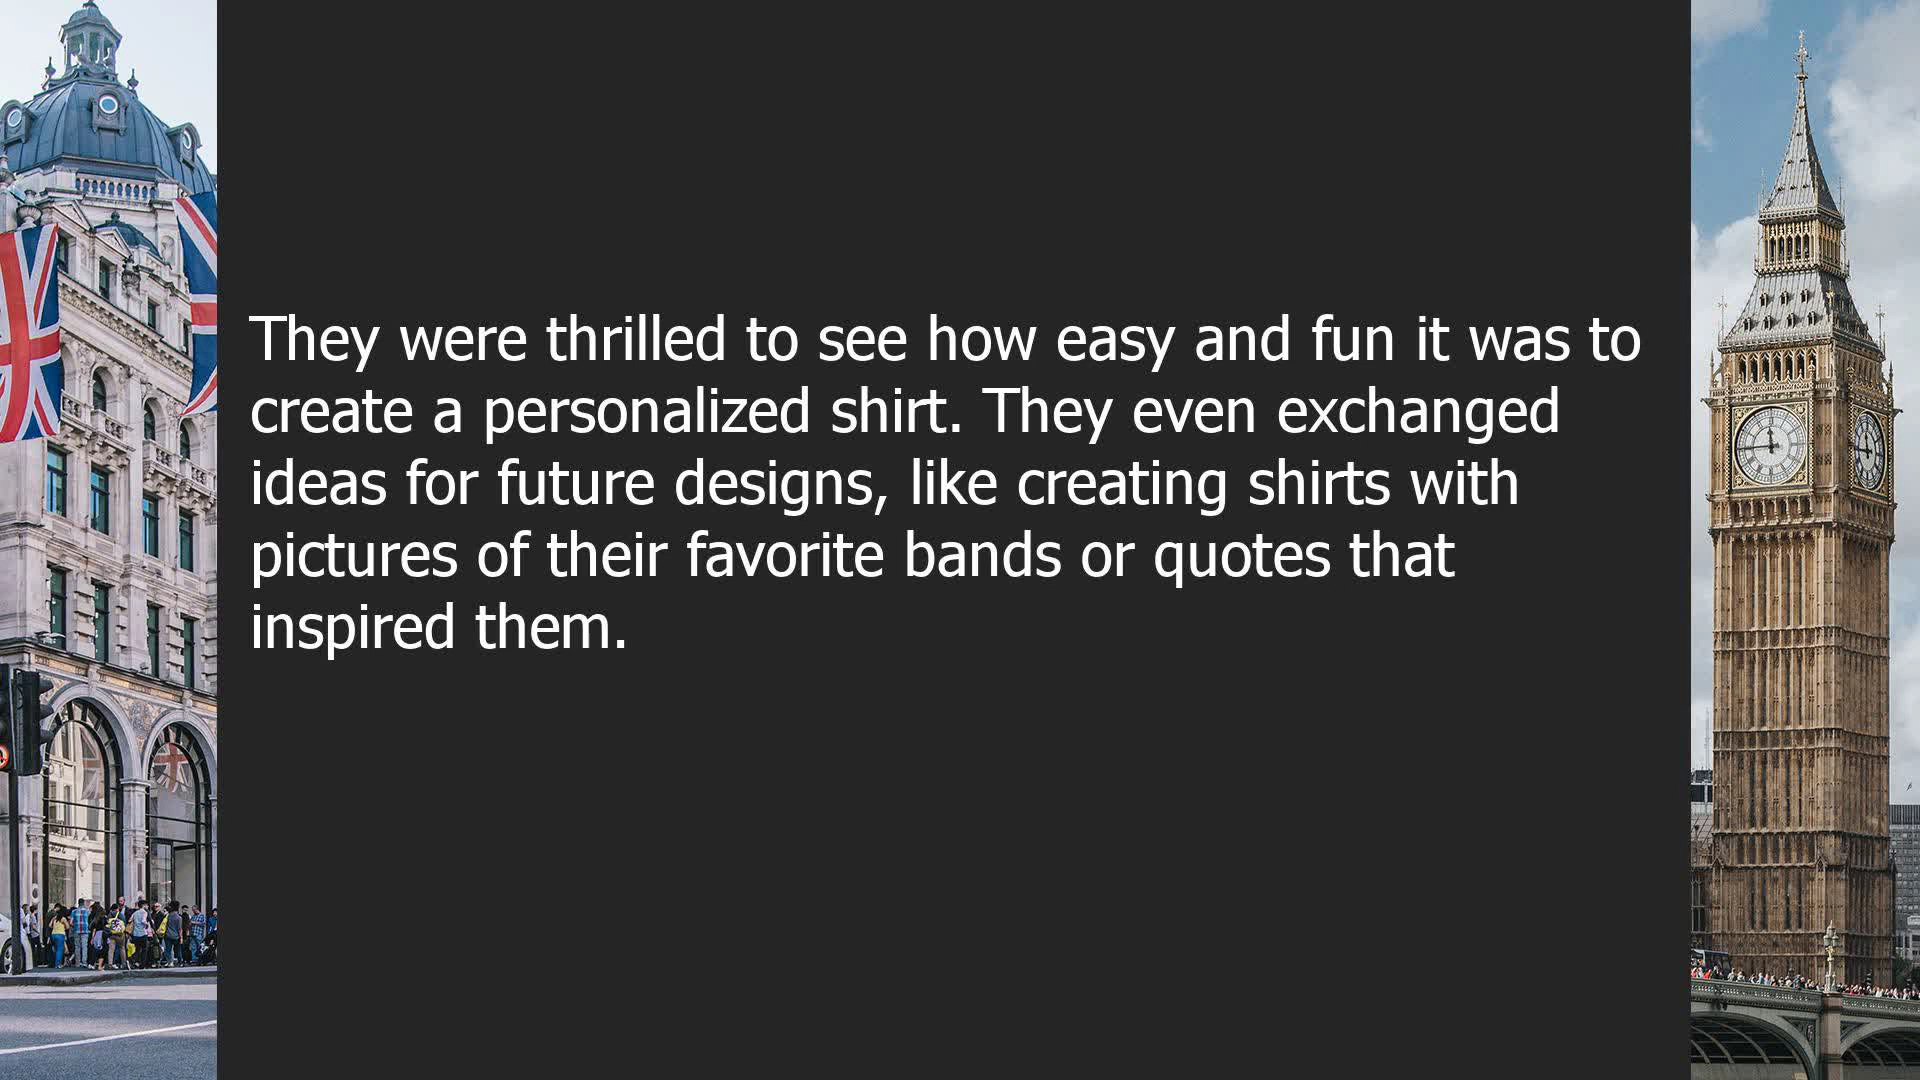 They were thrilled to see how easy and fun it was to
create a personalized shirt. They even exchanged
ideas for future designs, like creating shirts with
pictures of their favorite bands or quotes that
inspired them.